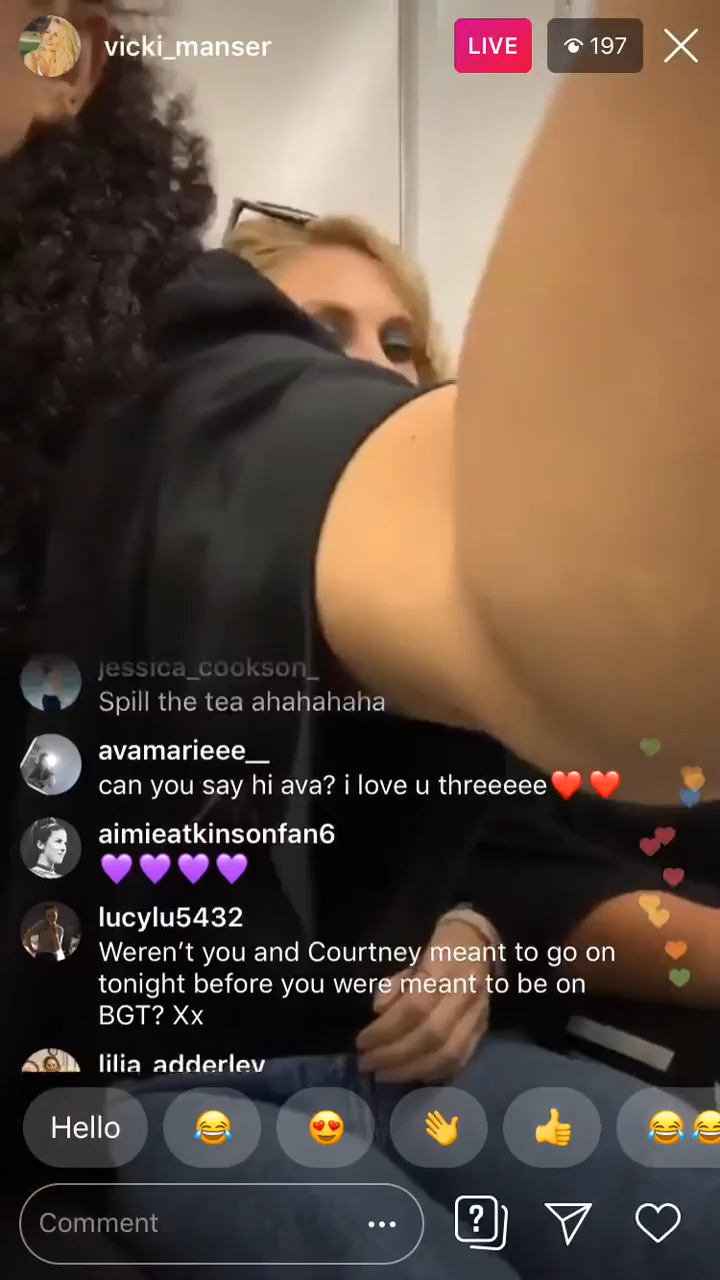 vicki_manser
LIVE
197
jessica_cookson_
Spill the tea ahahahaha
avamarieee__
can you say hi ava? i love u threeeee❤️❤️
aimieatkinsonfan6
💜💜💜💜
lucylu5432
Weren’t you and Courtney meant to go on
tonight before you were meant to be on
BGT? Xx
lilia_adderley
Hello
Comment